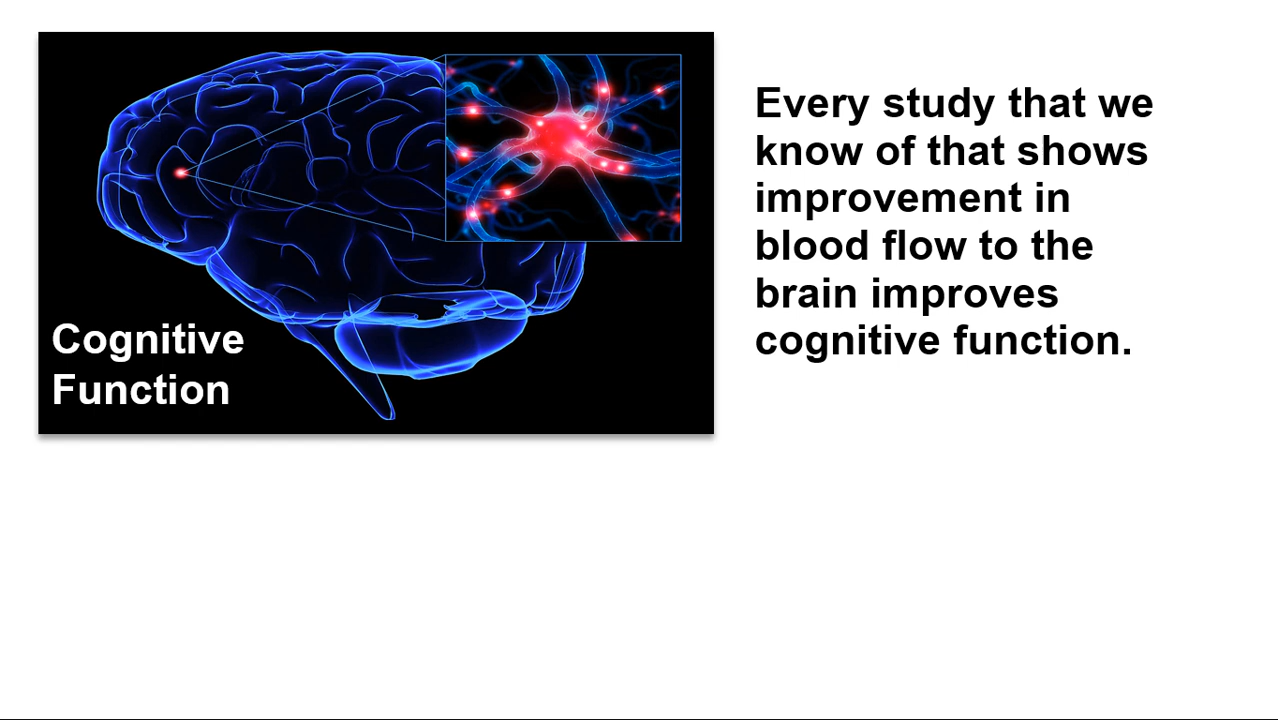 Cognitive
Function
Every study that we
know of that shows
improvement in
blood flow to the
brain improves
cognitive function.